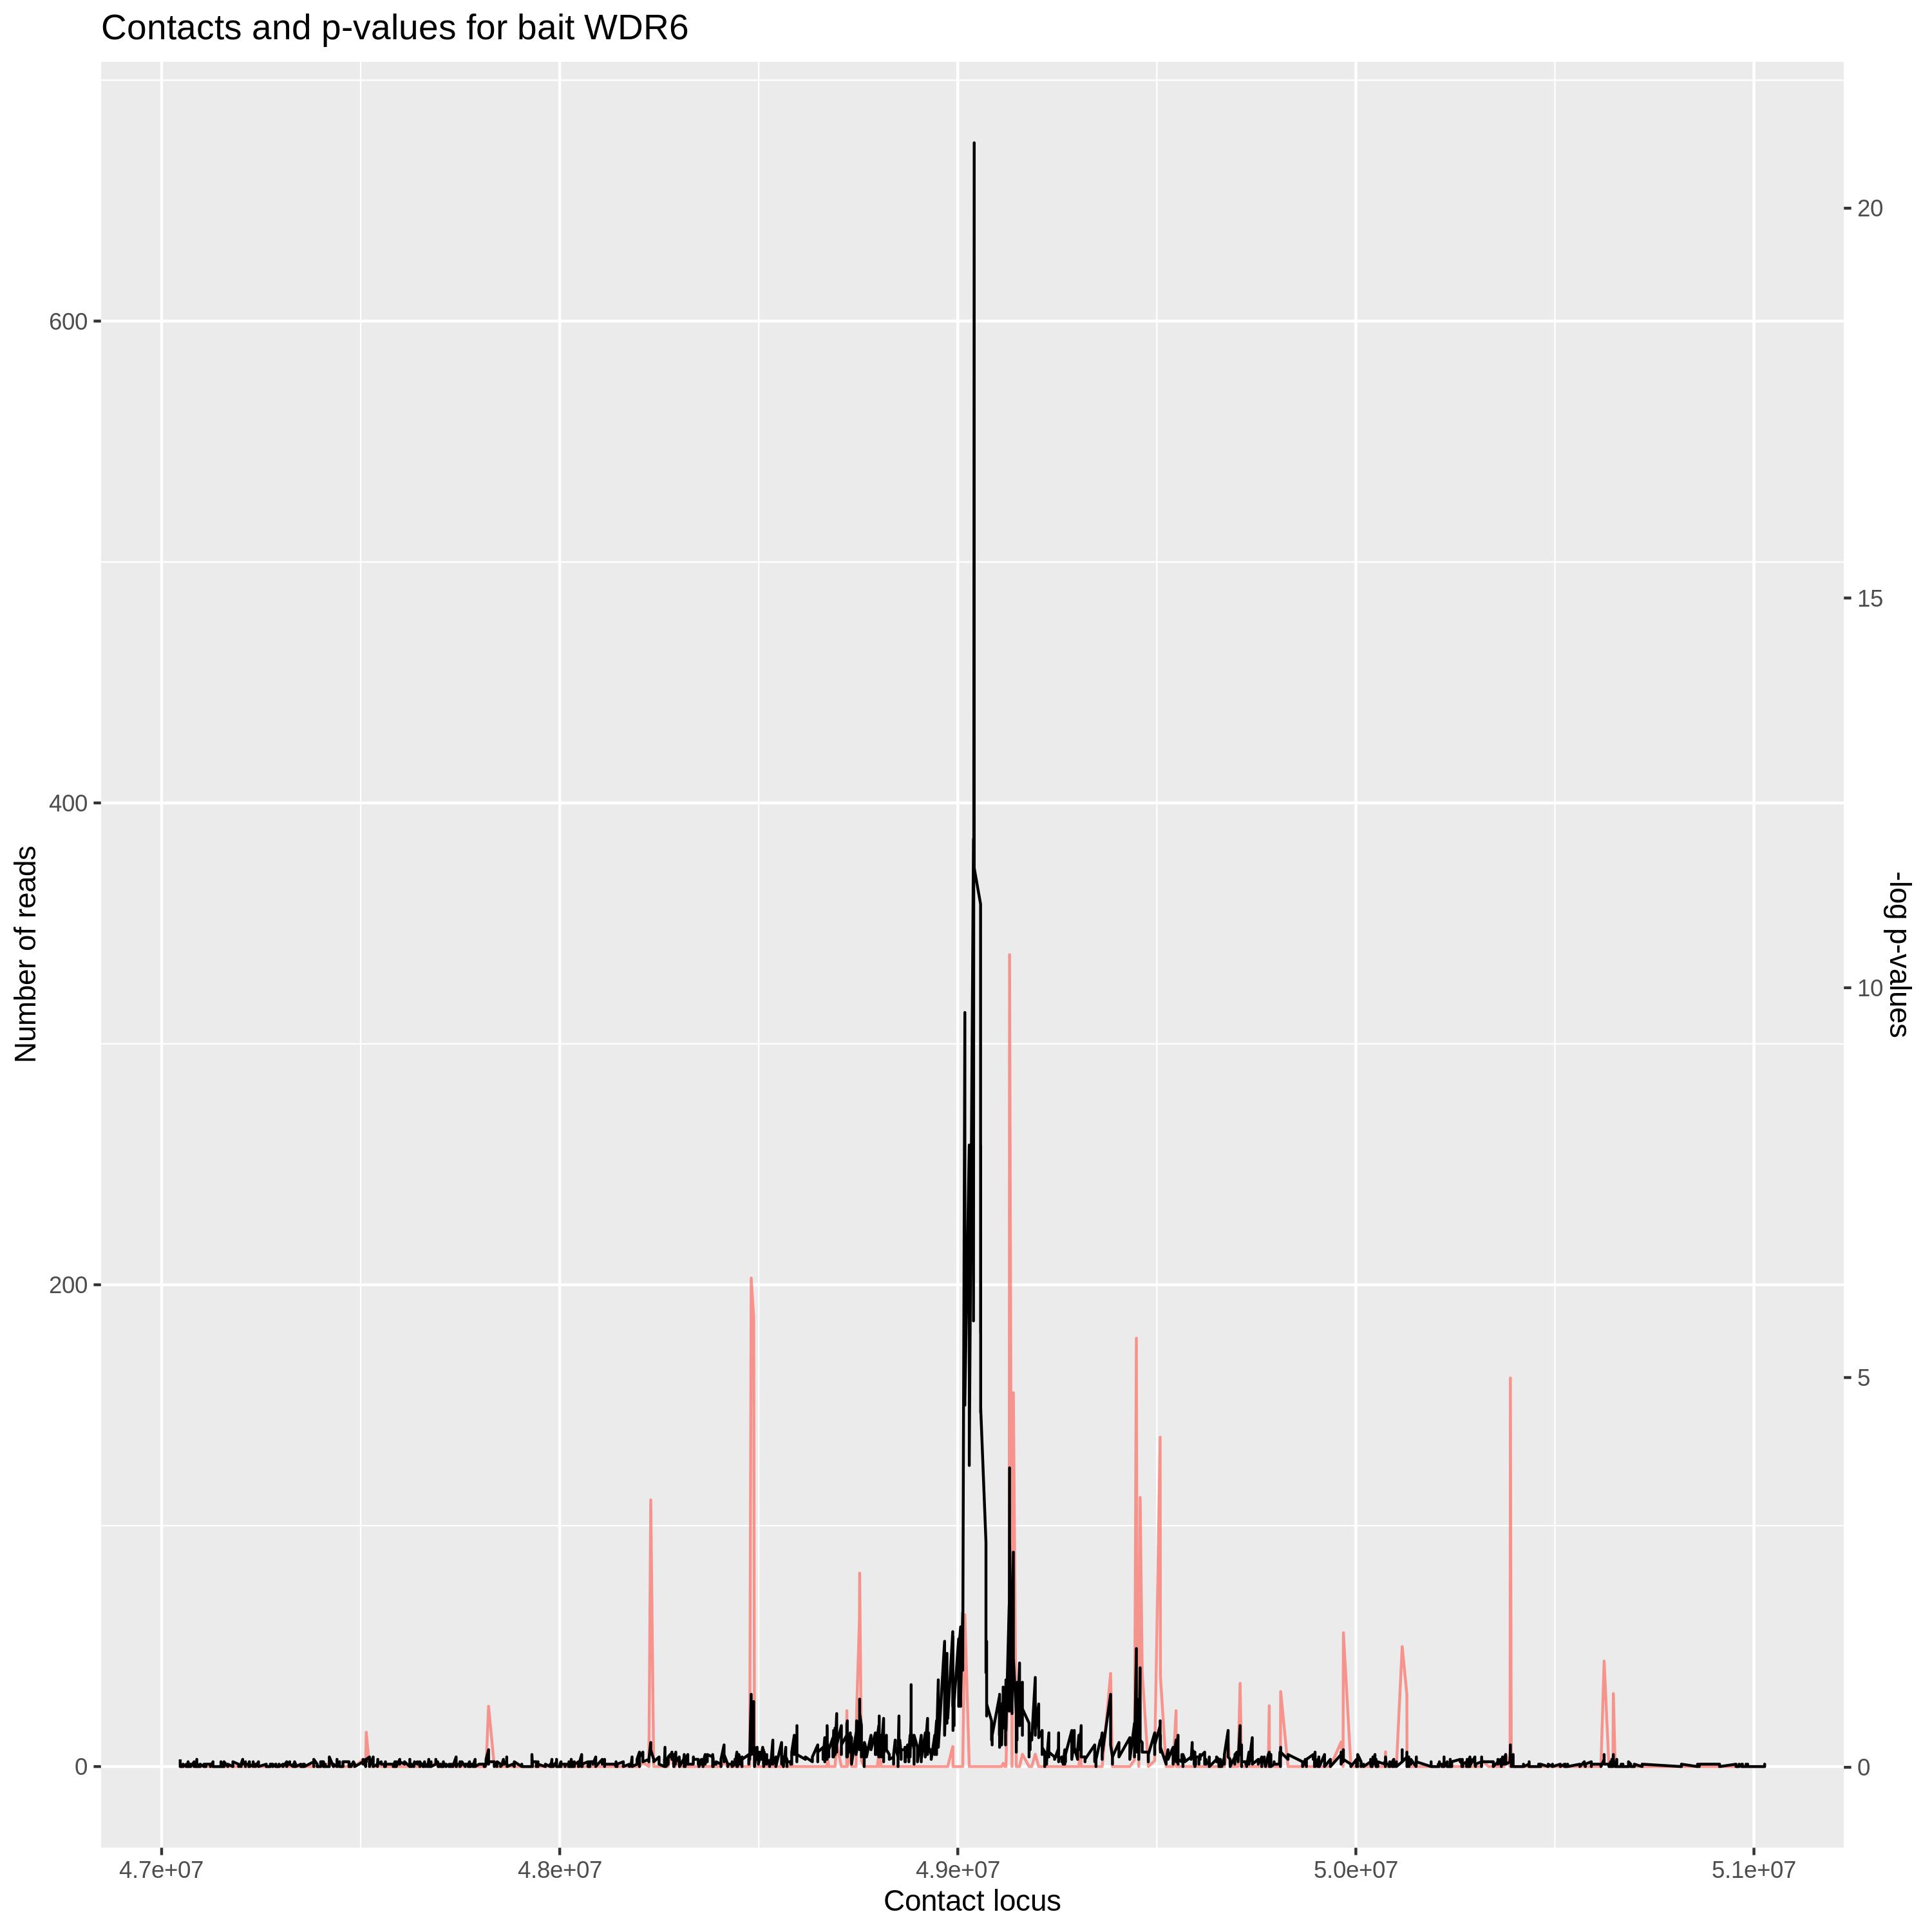 Contacts and p-values for bait WDR6
600
400
200
0
Number of reads
20
15
10
5
0
-log p-values
4.7e+07 4.8e+07 4.9e+07 5.0e+07 5.1e+07
Contact locus